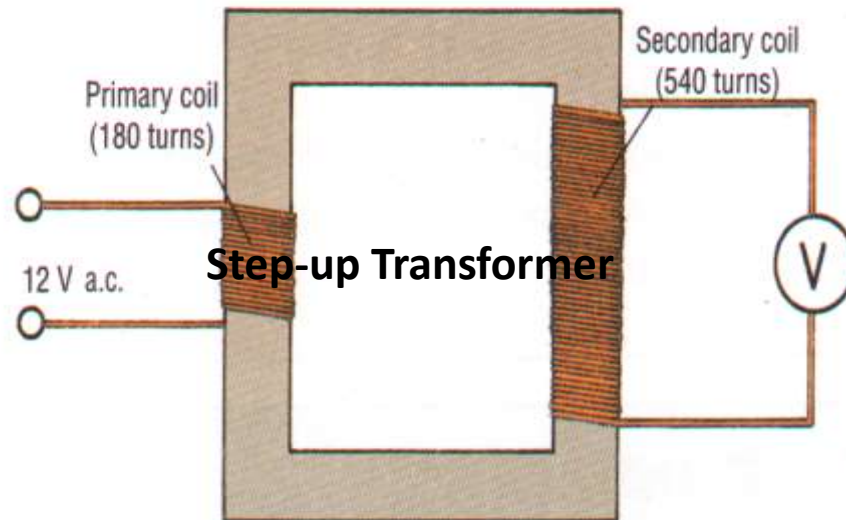 Secondary coil
(540 turns)
Primary coil
(180 turns)
Step-up Transformer
12 V a.c.
V